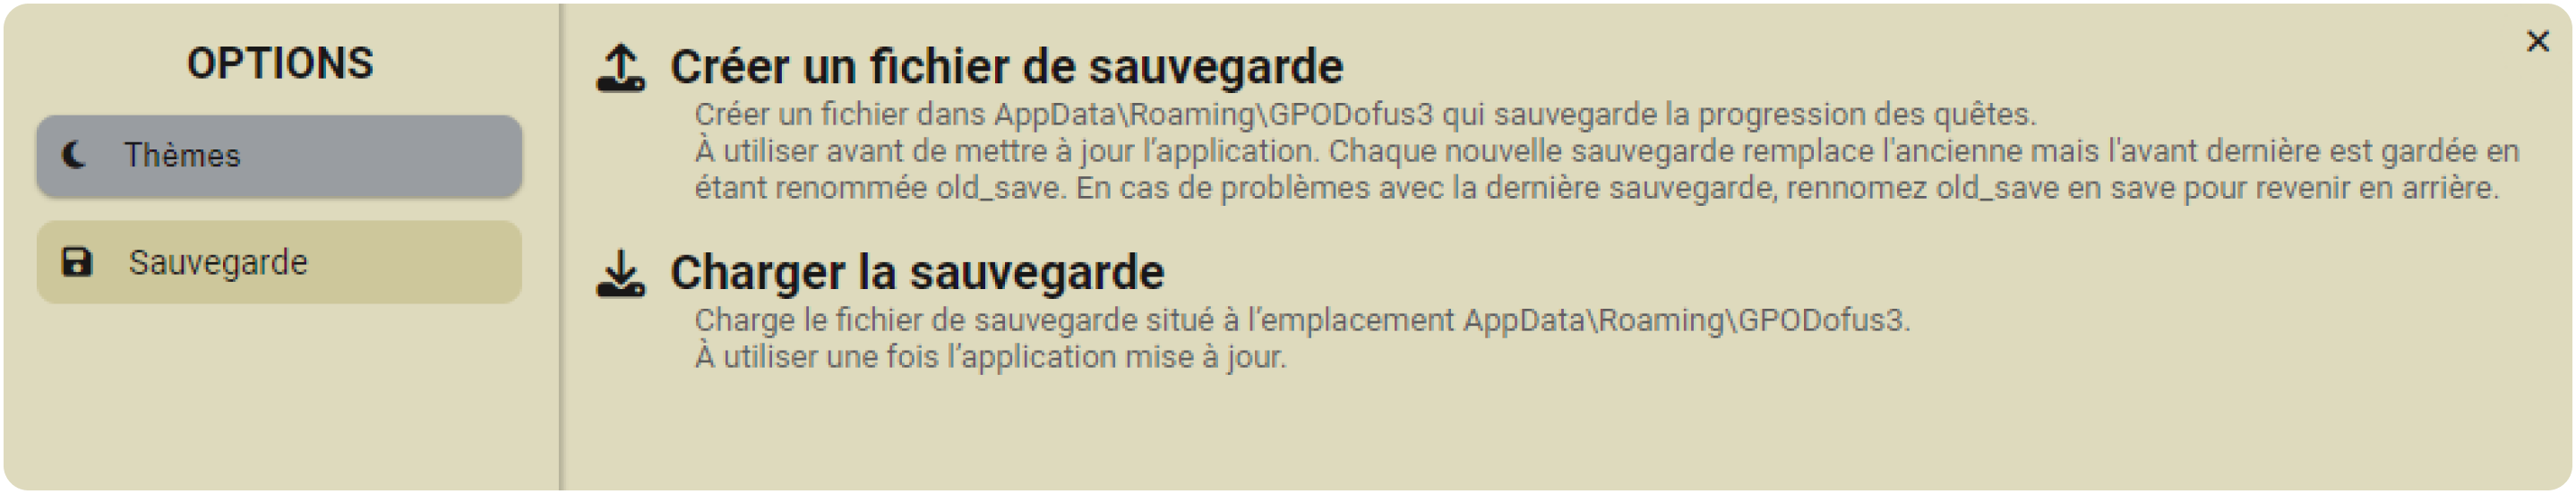 OPTIONS
Thèmes
Sauvegarde
Créer un fichier de sauvegarde
Créer un fichier dans AppData\Roaming\GPODofus3 qui sauvegarde la progression des quêtes.
À utiliser avant de mettre à jour l’application. Chaque nouvelle sauvegarde remplace l'ancienne mais l'avant dernière est gardée en
étant renommée old_save. En cas de problèmes avec la dernière sauvegarde, rennomez old_save en save pour revenir en arrière.
Charger la sauvegarde
Charge le fichier de sauvegarde situé à l’emplacement AppData\Roaming\GPODofus3.
À utiliser une fois l’application mise à jour.